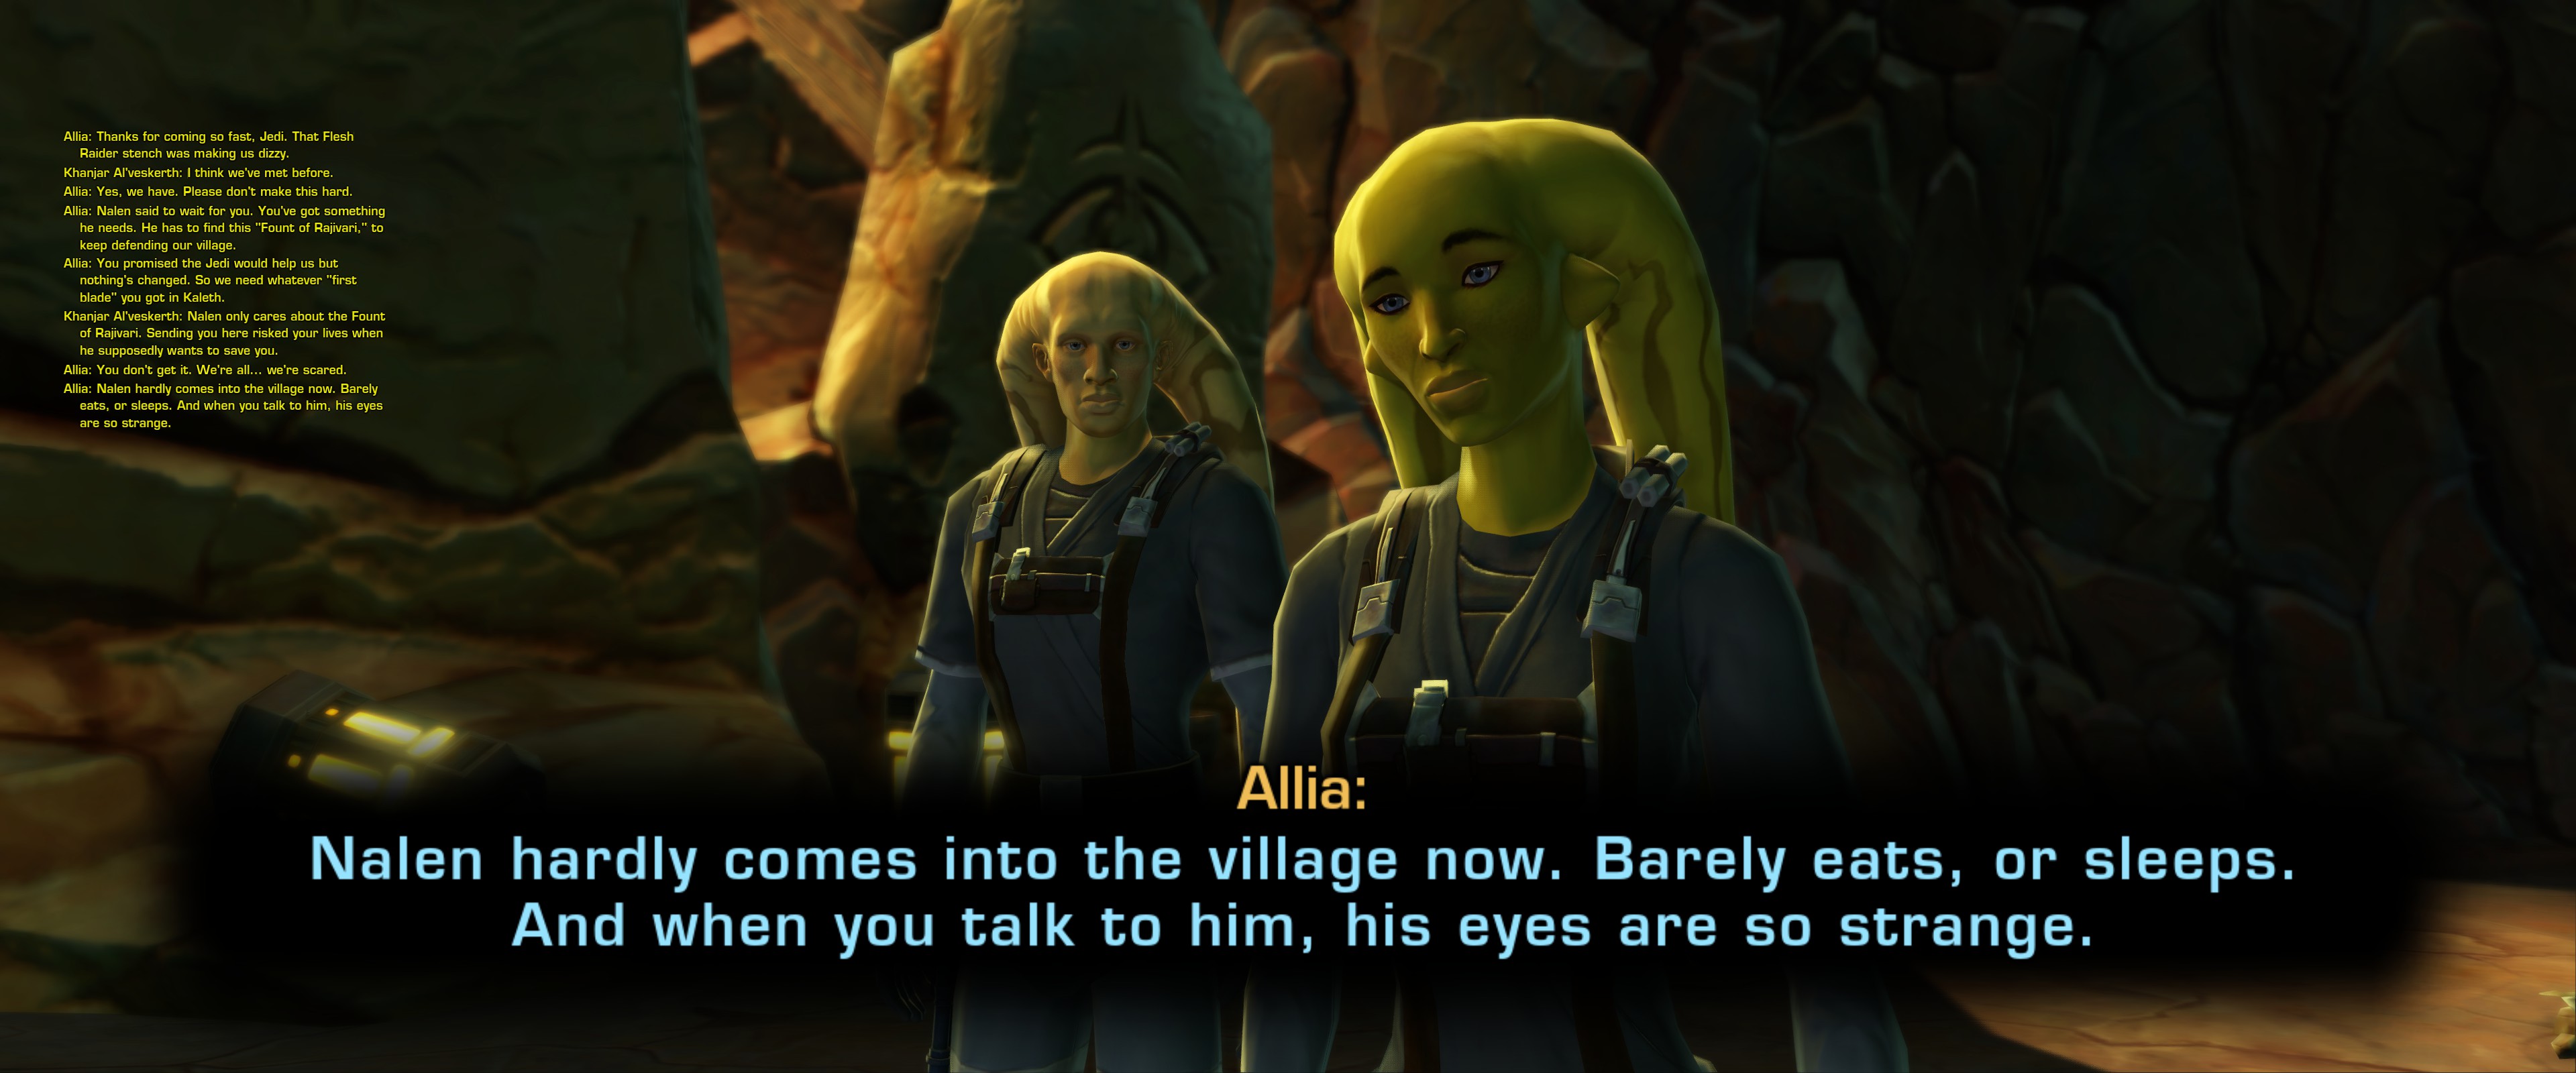 Allia: Thanks for coming so fast, Jedi. That Flesh
Raider stench was making us dizzy.
Khanjar Al'veskerth: I think we've met before.
Allia: Yes, we have. Please don't make this hard.
Allia: Nalen said to wait for you. You've got something
he needs. He has to find this "Fount of Rajivari," to
keep defending our village.
Allia: You promised the Jedi would help us but
nothing's changed. So we need whatever "first
blade" you got in Kaleth.
Khanjar Al'veskerth: Nalen only cares about the Fount
of Rajivari. Sending you here risked your lives when
he supposedly wants to save you.
Allia: You don't get it. We're all... we're scared.
Allia: Nalen hardly comes into the village now. Barely
eats, or sleeps. And when you talk to him, his eyes
are so strange.
Allia:
Nalen hardly comes into the village now. Barely eats, or sleeps.
And when you talk to him, his eyes are so strange.